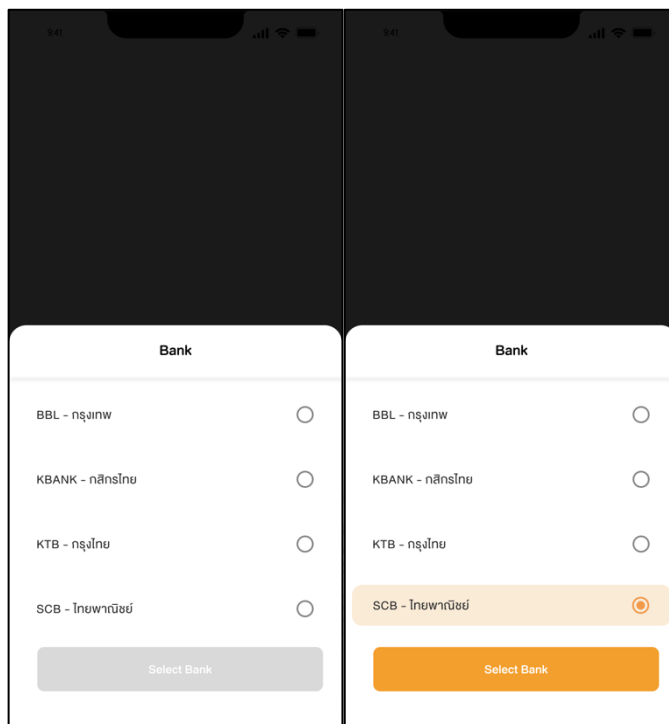 9:41
Bank
BBL - กรุงเทพ
KBANK - กสิกรไทย
KTB - กรุงไทย
SCB - ไทยพาณิชย์
Select Bank
9:41
Bank
BBL - กรุงเทพ
KBANK - กสิกรไทย
KTB - กรุงไทย
SCB - ไทยพาณิชย์
Select Bank